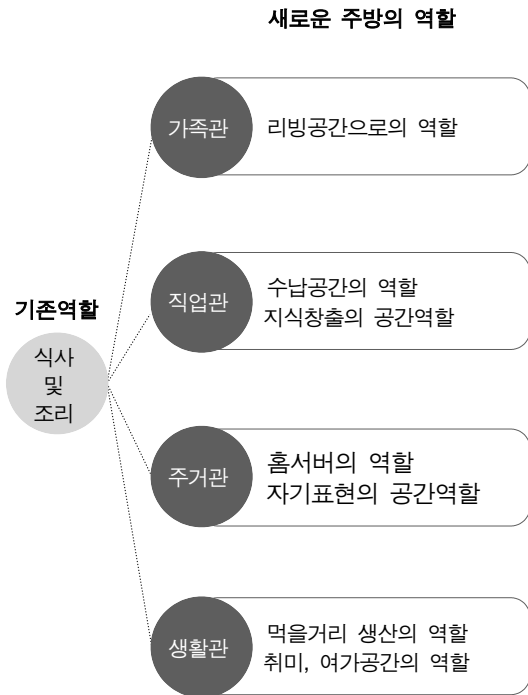 새로운 주방의 역할
가족관
리빙공간으로의 역할
직업관
수납공간의 역할
지식창출의 공간역할
기존역할
식사
및
조리
주거관
홈서버의 역할
자기표현의 공간역할
생활관
먹을거리 생산의 역할
취미, 여가공간의 역할